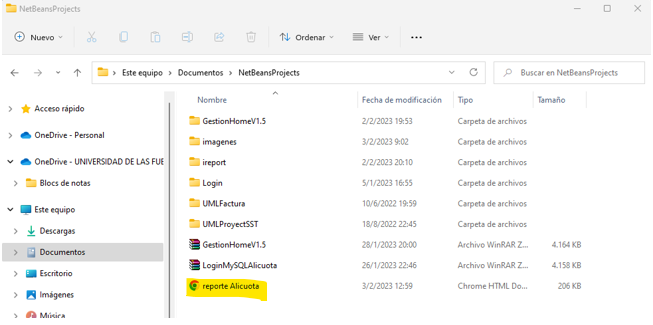 NetBeansProjects
Nuevo
Ordenar
Ver
Este equipo > Documentos > NetBeansProjects
Buscar en NetBeansProjects
Nombre Fecha de modificación Tipo Tamaño
Acceso rápido
OneDrive - Personal
OneDrive - UNIVERSIDAD DE LAS FUE
Blocs de notas
Este equipo
Descargas
Documentos
Escritorio
Imágenes
Música
GestionHomeV1.5 2/2/2023 19:53 Carpeta de archivos
imagenes 3/2/2023 9:02 Carpeta de archivos
ireport 2/2/2023 20:10 Carpeta de archivos
Login 5/1/2023 16:55 Carpeta de archivos
UMLFactura 10/6/2022 19:59 Carpeta de archivos
UMLProyectSST 18/8/2022 22:45 Carpeta de archivos
GestionHomeV1.5 28/1/2023 20:00 Archivo WinRAR Z... 4.164 KB
LoginMySQLAlicuota 26/1/2023 22:46 Archivo WinRAR Z... 4.158 KB
reporte Alicuota 3/2/2023 12:59 Chrome HTML Do... 206 KB